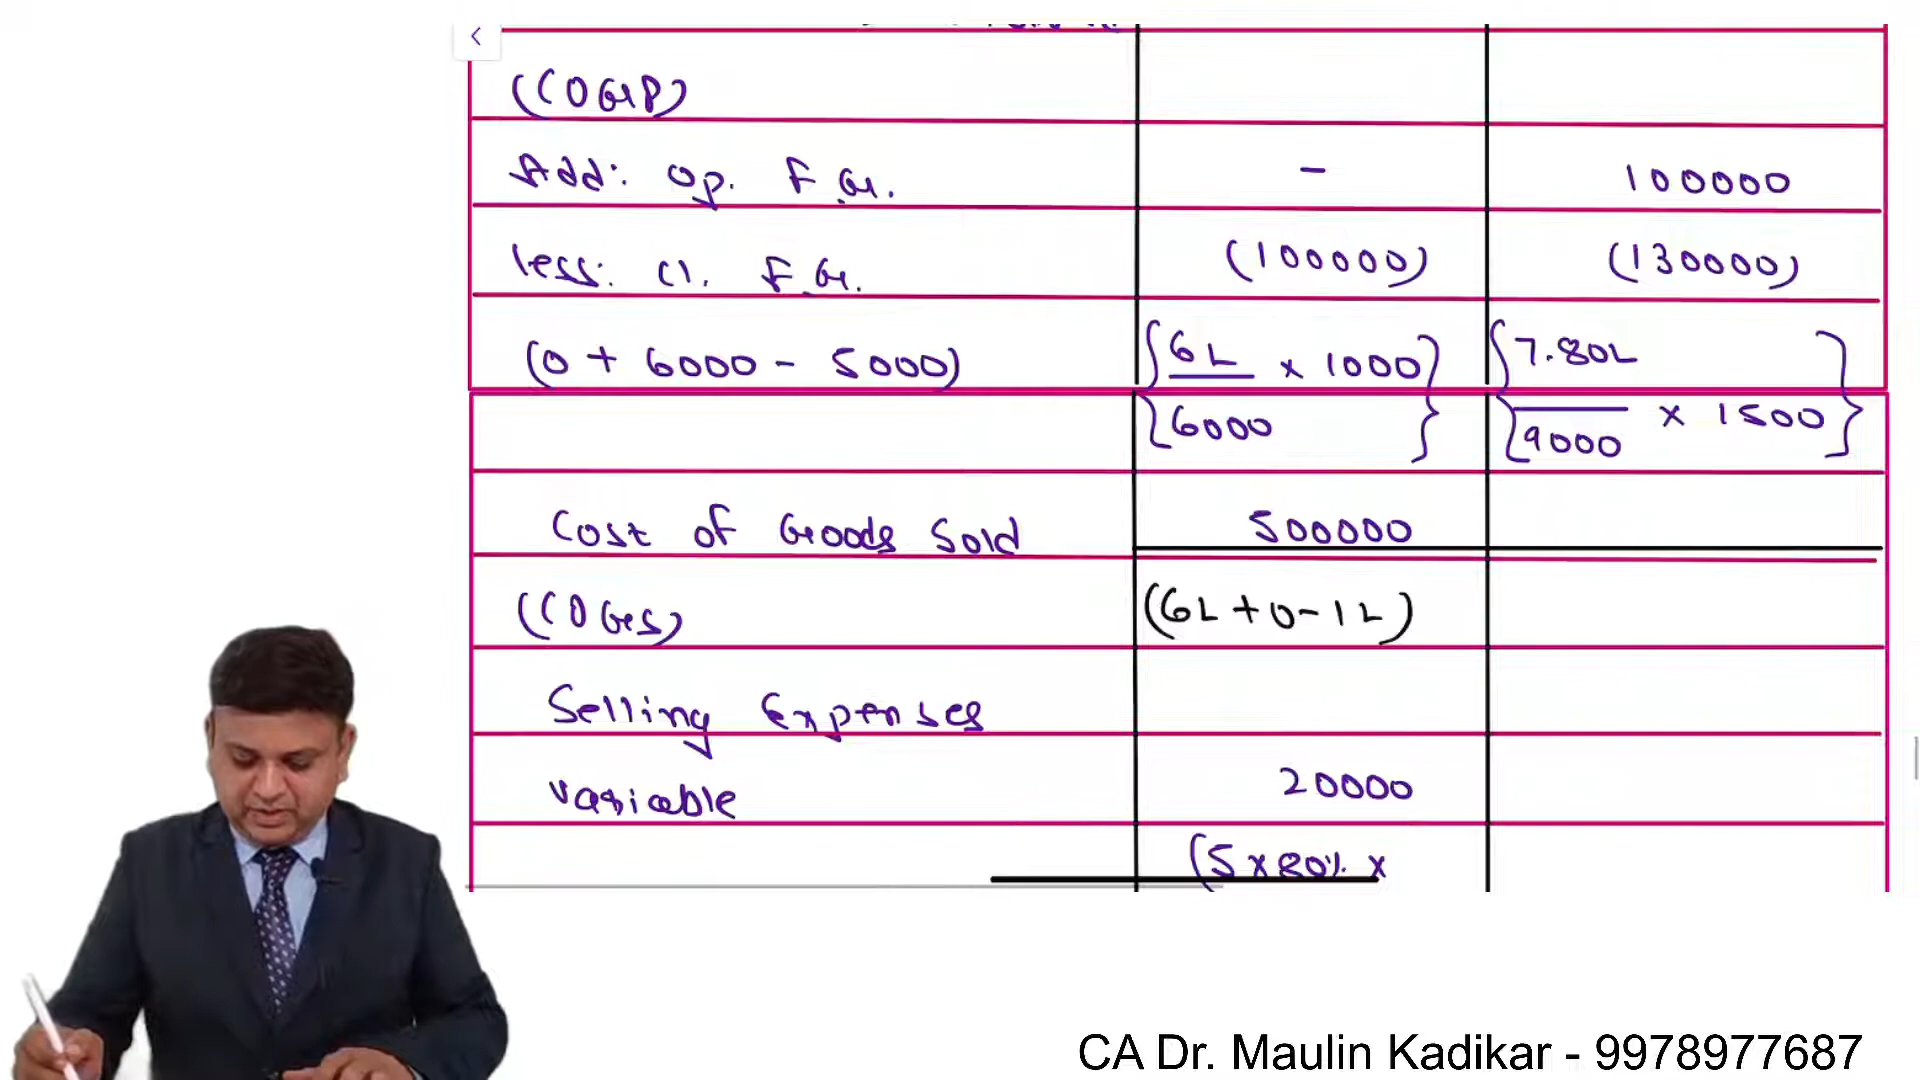 <
(COGP)
Add: Op. F.G. - 100000
less: Cl. F.G. (100000) (130000)
(0 + 6000 - 5000) {6L / 6000 x 1000} {7.80L / 9000 x 1500}
Cost of Goods Sold 500000
(COGS) (6L + 0 - 1L)
Selling Expenses
Variable 20000
(5 x 80% x
CA Dr. Maulin Kadikar - 9978977687